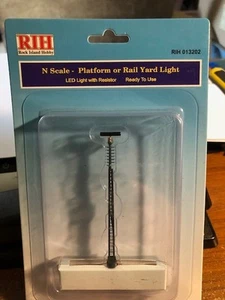 RIH
Rock Island Hobby
RIH 013202
N Scale - Platform or Rail Yard Light
LED Light with Resistor Ready To Use